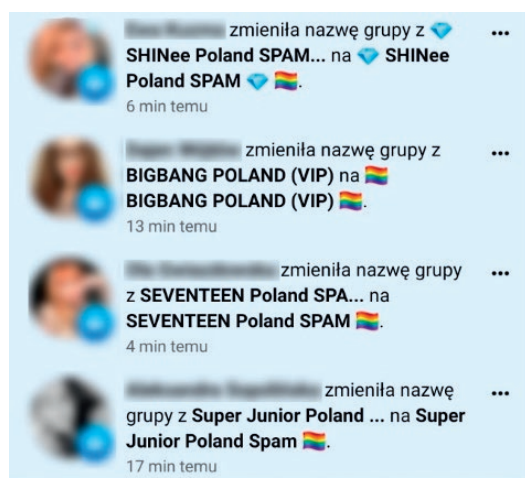 zmieniła nazwę grupy z 💎
SHINee Poland SPAM... na 💎 SHINee
Poland SPAM 💎 🏳️‍🌈.
6 min temu
zmieniła nazwę grupy z
BIGBANG POLAND (VIP) na 🏳️‍🌈
BIGBANG POLAND (VIP) 🏳️‍🌈.
13 min temu
zmieniła nazwę grupy
z SEVENTEEN Poland SPA... na
SEVENTEEN Poland SPAM 🏳️‍🌈.
4 min temu
zmieniła nazwę
grupy z Super Junior Poland ... na Super
Junior Poland Spam 🏳️‍🌈.
17 min temu